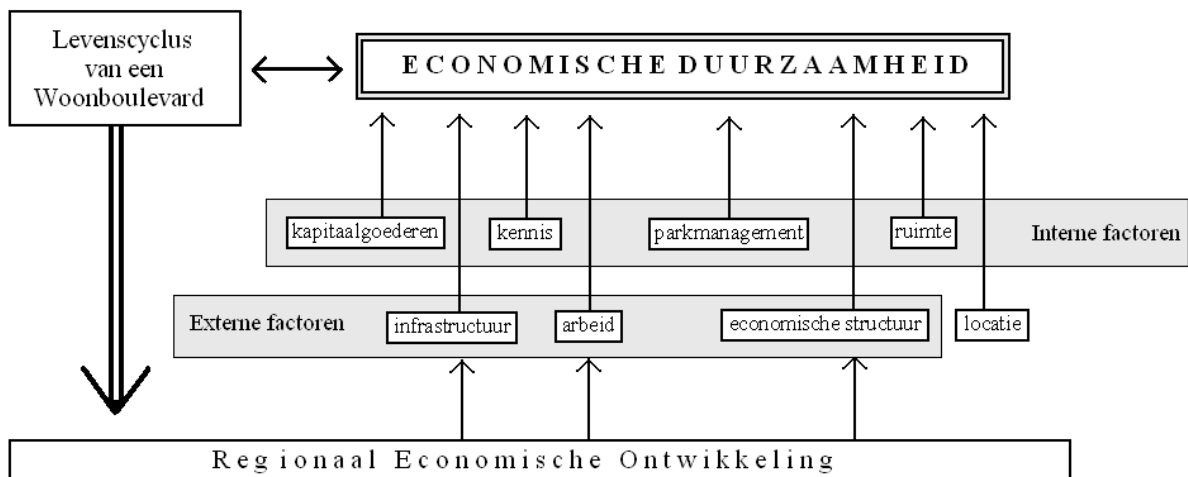 Levenscyclus
van een
Woonboulevard
ECONOMISCHE DUURZAAMHEID
kapitaalgoederen
kennis
parkmanagement
ruimte
Interne factoren
Externe factoren
infrastructuur
arbeid
economische structuur
locatie
Regionaal Economische Ontwikkeling